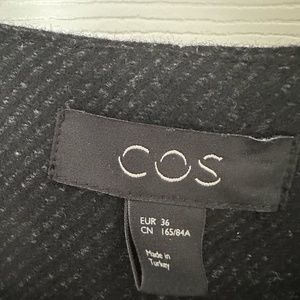 COS
EUR 36
CN 165/84A
Made in
Turkey